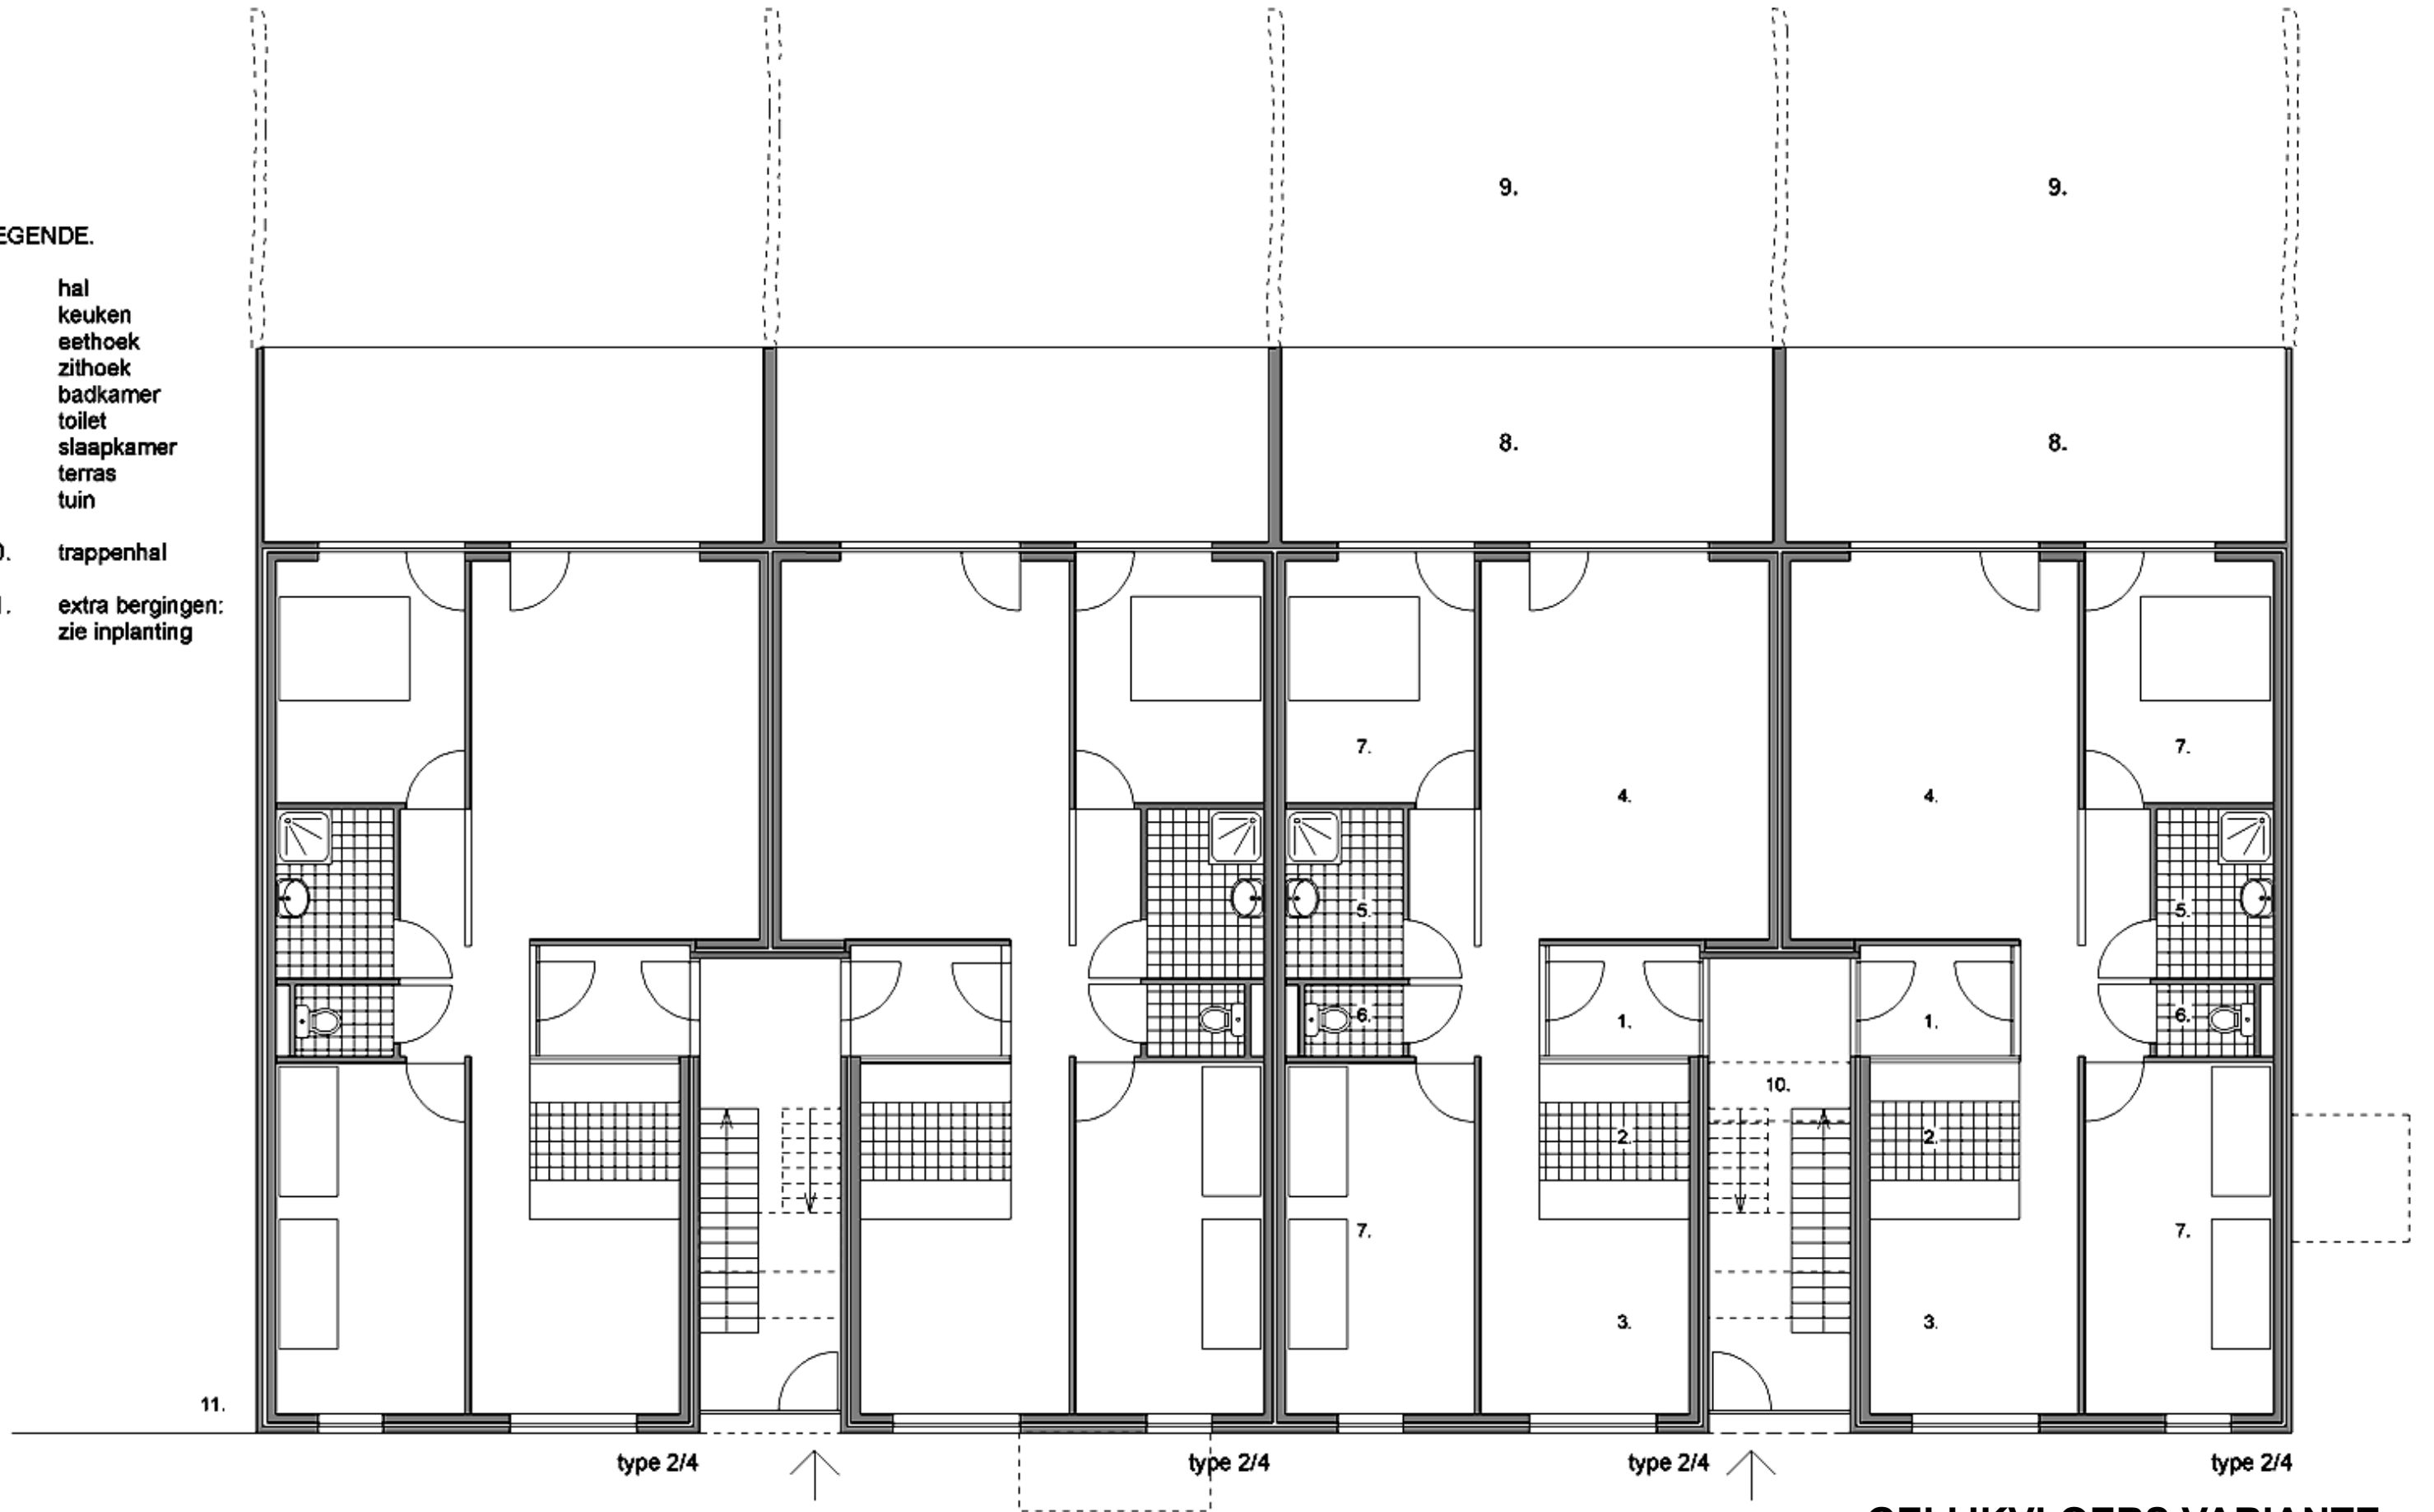 EGENDE.
hal
keuken
eethoek
zithoek
badkamer
toilet
slaapkamer
terras
tuin
0. trappenhal
1. extra bergingen:
zie inplanting
9. 9.
8. 8.
7. 7.
4. 4.
5. 5.
6. 6.
1. 1.
10.
2. 2.
7. 7.
3. 3.
11.
type 2/4 type 2/4 type 2/4 type 2/4